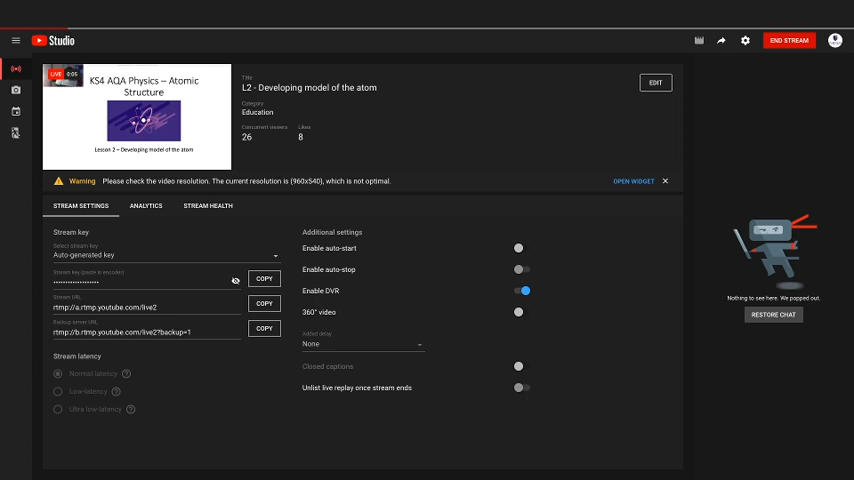 Studio
END STREAM
LIVE 0:05
KS4 AQA Physics – Atomic
Structure
Lesson 2 – Developing model of the atom
Title
L2 - Developing model of the atom
EDIT
Category
Education
Concurrent viewers Likes
26 8
Warning Please check the video resolution. The current resolution is (960x540), which is not optimal. OPEN WIDGET
STREAM SETTINGS ANALYTICS STREAM HEALTH
Stream key
Select stream key
Auto-generated key
Stream key (paste in encoder)
•••••••••••••••••••
COPY
Stream URL
rtmp://a.rtmp.youtube.com/live2
COPY
Backup server URL
rtmp://b.rtmp.youtube.com/live2?backup=1
COPY
Stream latency
Normal latency
Low-latency
Ultra low-latency
Additional settings
Enable auto-start
Enable auto-stop
Enable DVR
360° video
Added delay
None
Closed captions
Unlist live replay once stream ends
Nothing to see here. We popped out.
RESTORE CHAT